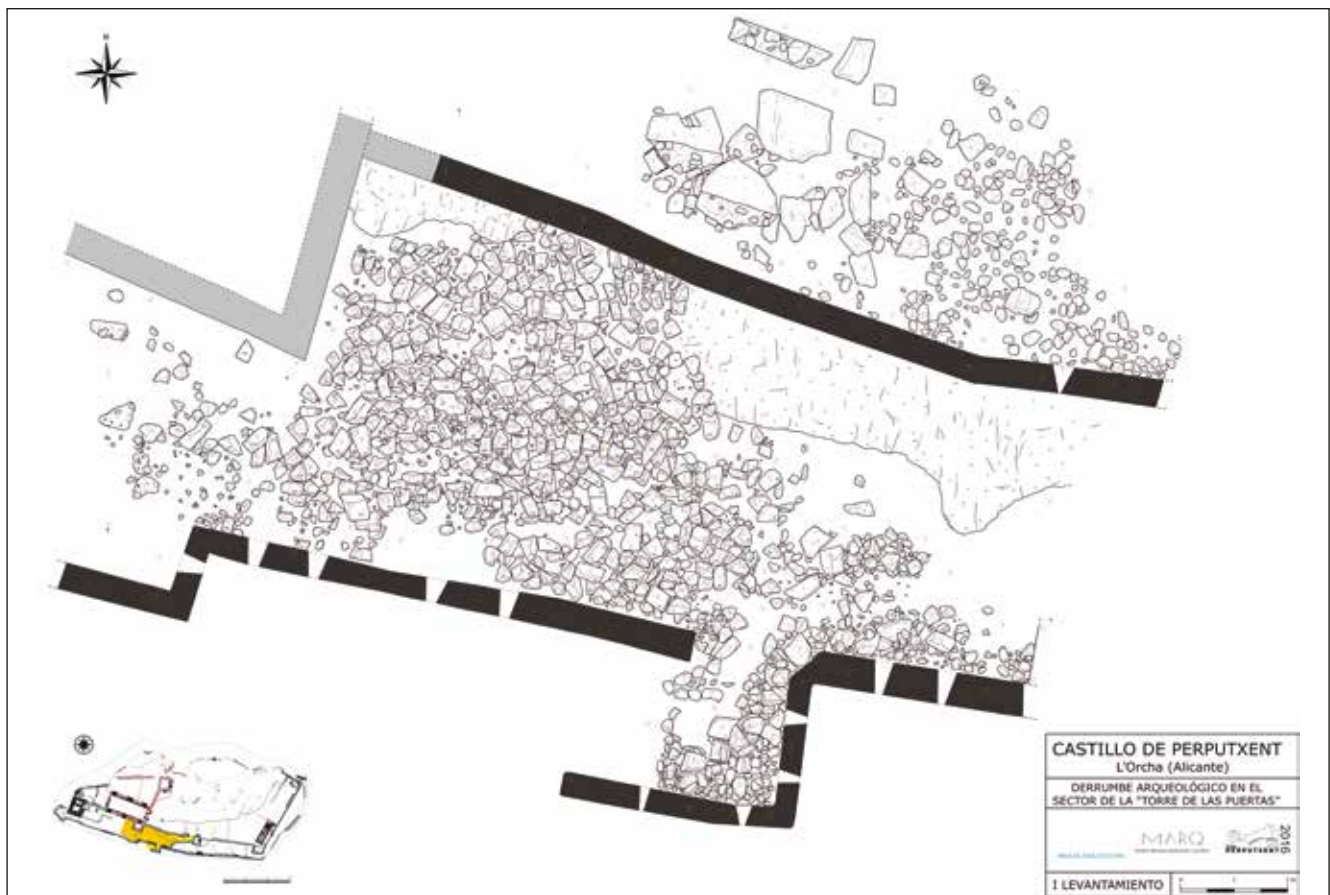 N
CASTILLO DE PERPUTXENT
L'Orcha (Alicante)
DERRUMBE ARQUEOLÓGICO EN EL
SECTOR DE LA "TORRE DE LAS PUERTAS"
MARQ
PERPUTXENT
2016
I LEVANTAMIENTO